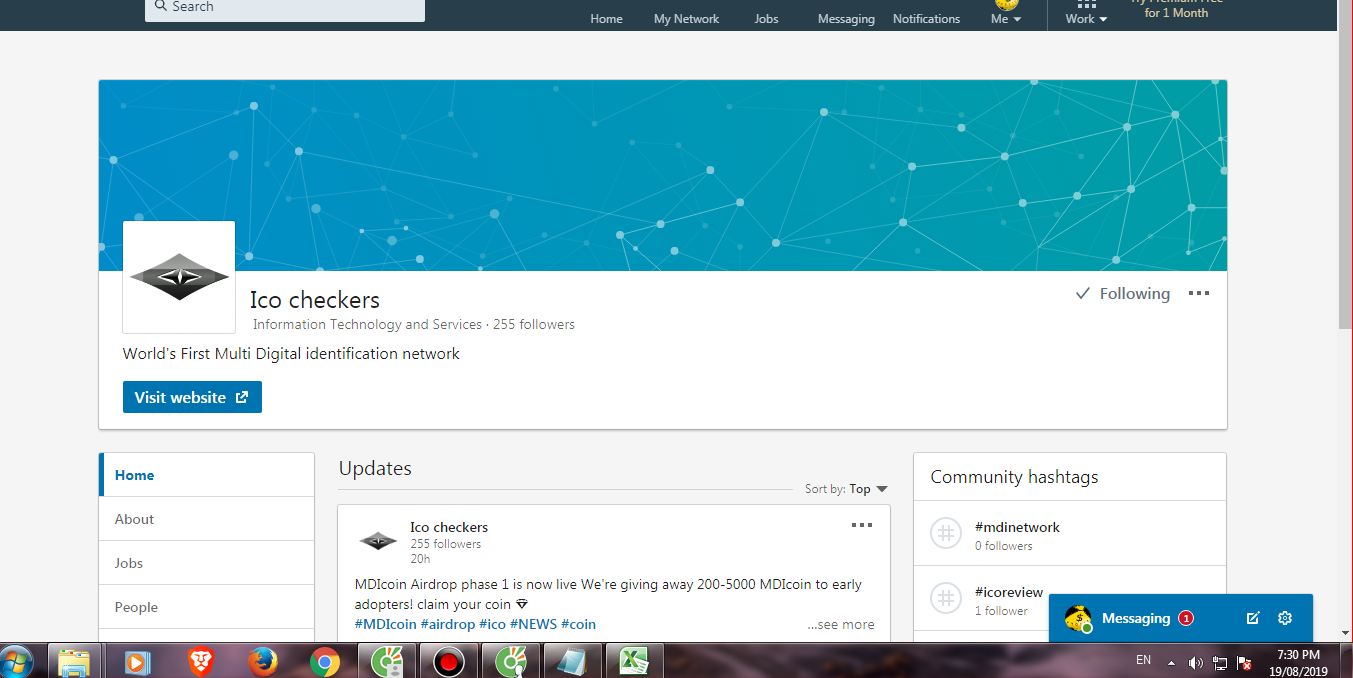 Search
Home
My Network
Jobs
Messaging
Notifications
Me
Work
Try Premium Free
for 1 Month
Ico checkers
Following
Information Technology and Services · 255 followers
World's First Multi Digital identification network
Visit website
Home
About
Jobs
People
Updates
Sort by: Top
Ico checkers
255 followers
20h
MDIcoin Airdrop phase 1 is now live We're giving away 200-5000 MDIcoin to early
adopters! claim your coin
#MDIcoin #airdrop #ico #NEWS #coin
...see more
Community hashtags
#mdinetwork
0 followers
#icoreview
1 follower
Messaging 1
EN
7:30 PM
19/08/2019